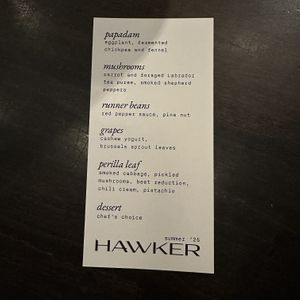 papadam
eggplant, fermented
chickpea and fennel
mushrooms
carrot and foraged Labrador
tea puree, smoked shepherd
peppers
runner beans
red pepper sauce, pine nut
grapes
cashew yogurt,
brussels sprout leaves
perilla leaf
smoked cabbage, pickled
mushrooms, beet reduction,
chili cream, pistachio
dessert
chef's choice
summer '25
HAWKER